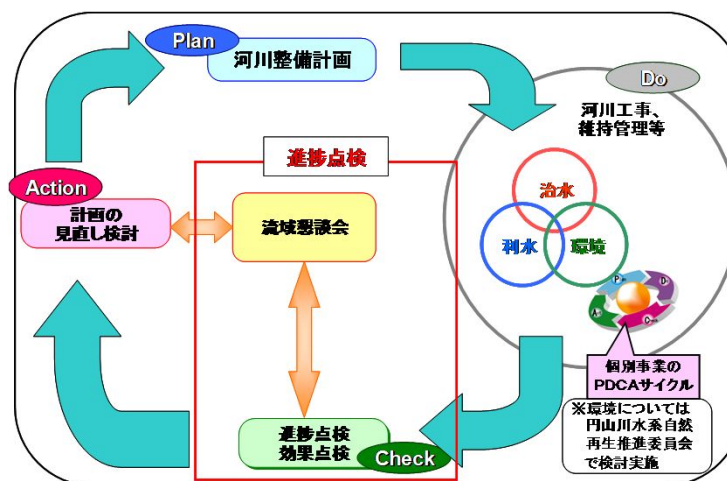 Plan
河川整備計画
Do
河川工事、
維持管理等
進捗点検
Action
計画の
見直し検討
流域懇談会
治水
利水
環境
P
D
A
C
個別事業の
PDCAサイクル
※環境については
円山川水系自然
再生推進委員会
で検討実施
進捗点検
効果点検
Check